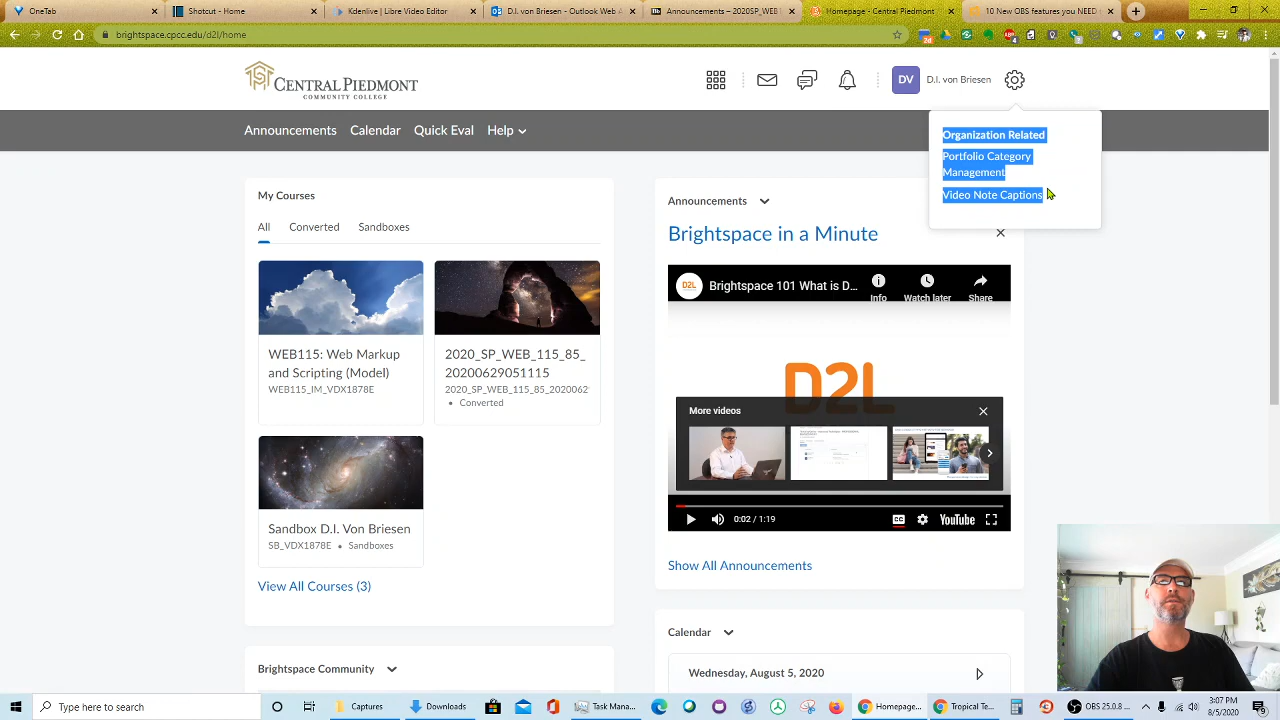 OneTab
Shotcut - Home
Kdenlive | Libre Video Editor
D.I. von Briesen - Outlook Web A
Announcements – 2020SP_WEB
Homepage - Central Piedmont
10 New OBS features you NEED
brightspace.cpcc.edu/d2l/home
CENTRAL PIEDMONT
COMMUNITY COLLEGE
DV
D.I. von Briesen
Announcements
Calendar
Quick Eval
Help
Organization Related
Portfolio Category
Management
Video Note Captions
My Courses
All
Converted
Sandboxes
WEB115: Web Markup
and Scripting (Model)
WEB115_IM_VDX1878E
2020_SP_WEB_115_85_
20200629051115
2020_SP_WEB_115_85_2020062
• Converted
Sandbox D.I. Von Briesen
SB_VDX1878E • Sandboxes
View All Courses (3)
Brightspace Community
Announcements
Brightspace in a Minute
D2L
Brightspace 101 What is D...
Info
Watch later
Share
D2L
More videos
0:02 / 1:19
CC
YouTube
Show All Announcements
Calendar
Wednesday, August 5, 2020
Type here to search
Captures
Downloads
Task Mana...
Homepage...
Tropical Te...
OBS 25.0.8 ...
3:07 PM
8/5/2020